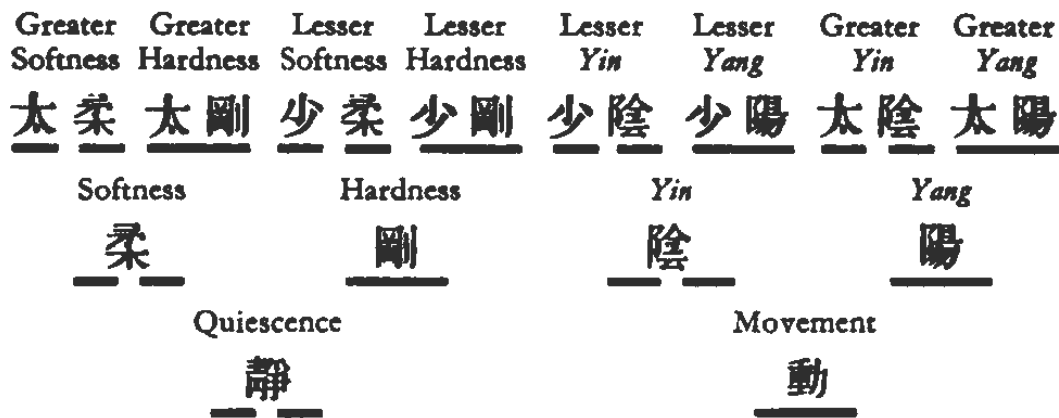 Greater Greater Lesser Lesser Lesser Lesser Greater Greater
Softness Hardness Softness Hardness Yin Yang Yin Yang
太柔 太剛 少柔 少剛 少陰 少陽 太陰 太陽
Softness Hardness Yin Yang
柔 剛 陰 陽
Quiescence Movement
靜 動